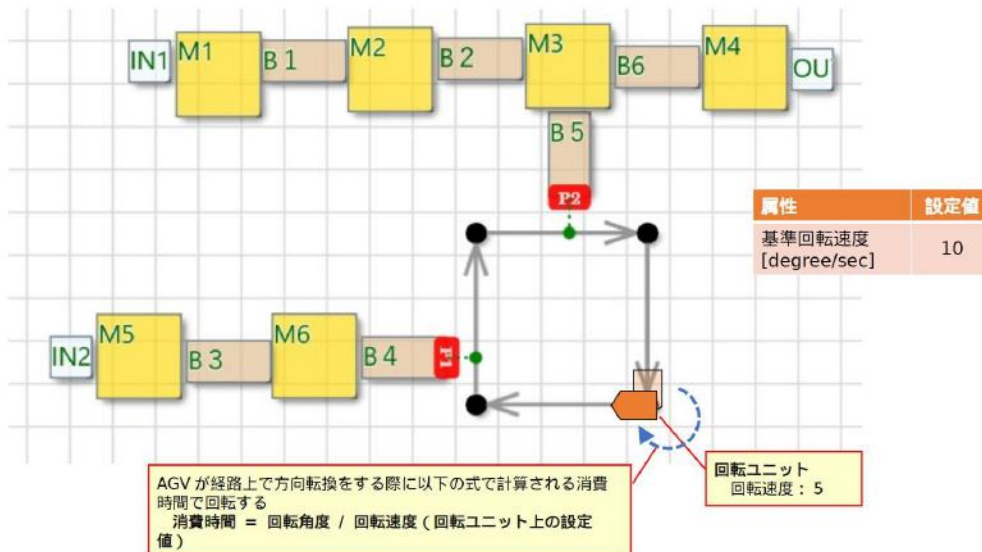 IN1
M1
B 1
M2
B 2
M3
B6
M4
OU
B 5
P2
属性
設定値
基準回転速度
[degree/sec]
10
IN2
M5
B 3
M6
B 4
P1
AGV が経路上で方向転換をする際に以下の式で計算される消費
時間で回転する
消費時間 = 回転角度 / 回転速度 ( 回転ユニット上の設定
値 )
回転ユニット
回転速度 : 5